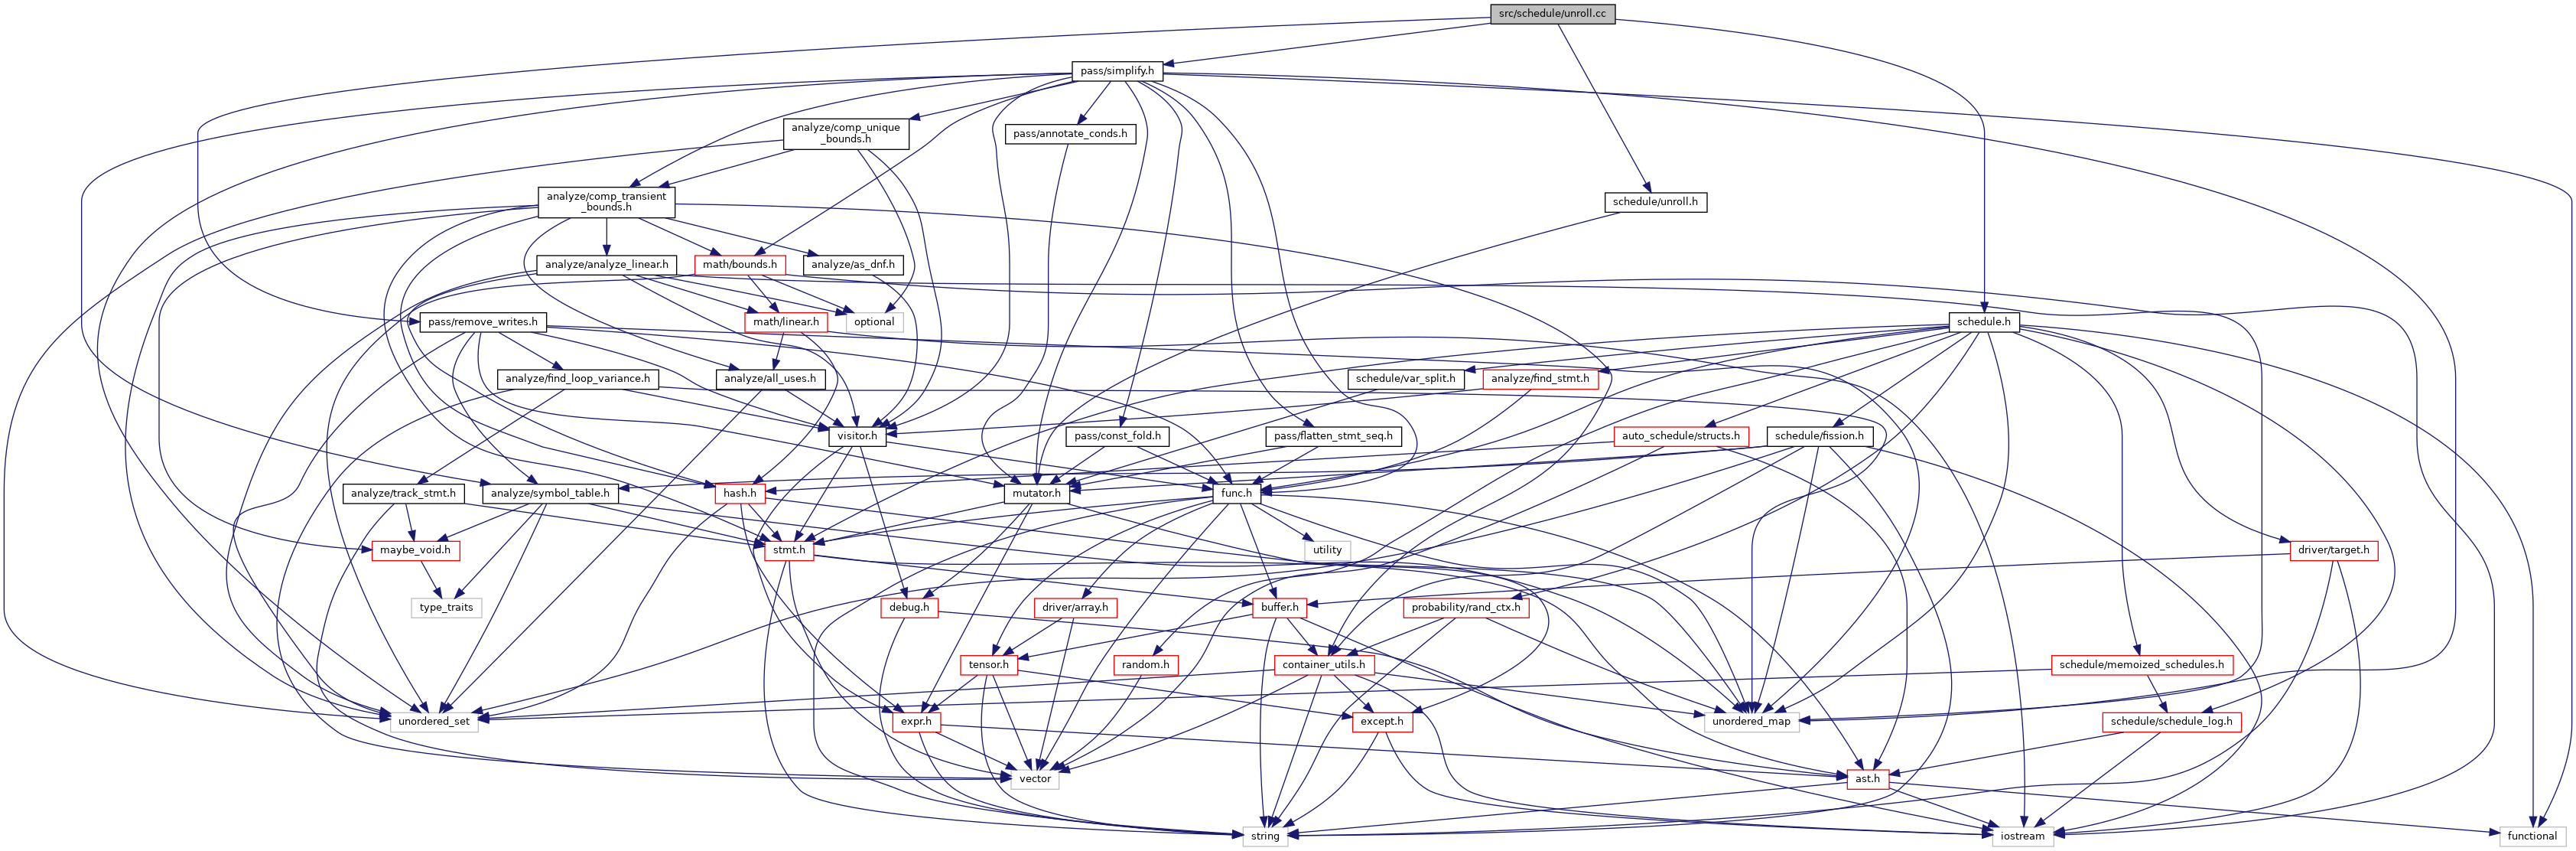 src/schedule/unroll.cc
pass/simplify.h
analyze/comp_unique
_bounds.h
pass/annotate_conds.h
analyze/comp_transient
_bounds.h
schedule/unroll.h
analyze/analyze_linear.h
math/bounds.h
analyze/as_dnf.h
pass/remove_writes.h
math/linear.h
optional
schedule.h
analyze/find_loop_variance.h
analyze/all_uses.h
schedule/var_split.h
analyze/find_stmt.h
visitor.h
pass/const_fold.h
pass/flatten_stmt_seq.h
auto_schedule/structs.h
schedule/fission.h
analyze/track_stmt.h
analyze/symbol_table.h
hash.h
mutator.h
func.h
maybe_void.h
stmt.h
utility
driver/target.h
type_traits
debug.h
driver/array.h
buffer.h
probability/rand_ctx.h
tensor.h
random.h
container_utils.h
schedule/memoized_schedules.h
unordered_set
expr.h
except.h
unordered_map
schedule/schedule_log.h
vector
ast.h
string
iostream
functional